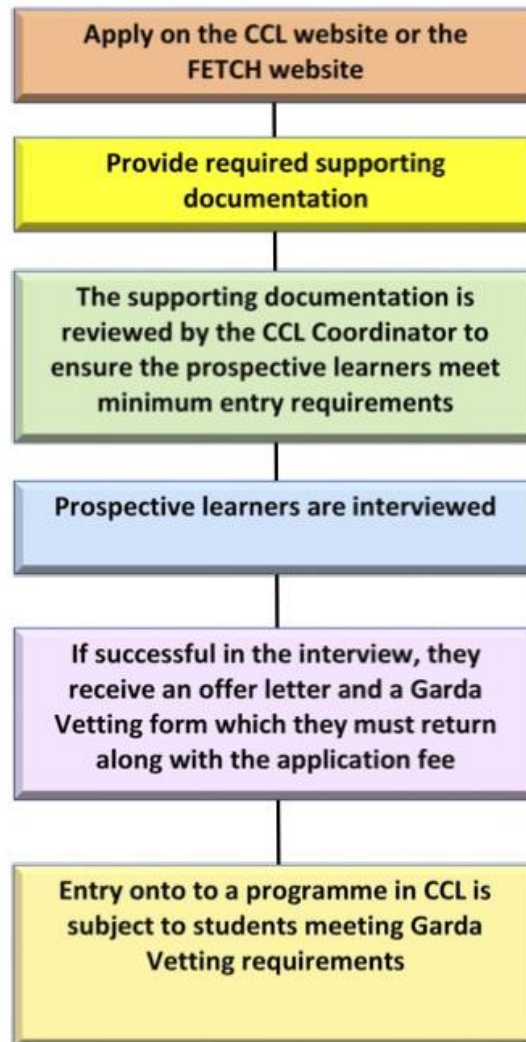 Apply on the CCL website or the
FETCH website
Provide required supporting
documentation
The supporting documentation is
reviewed by the CCL Coordinator to
ensure the prospective learners meet
minimum entry requirements
Prospective learners are interviewed
If successful in the interview, they
receive an offer letter and a Garda
Vetting form which they must return
along with the application fee
Entry onto to a programme in CCL is
subject to students meeting Garda
Vetting requirements